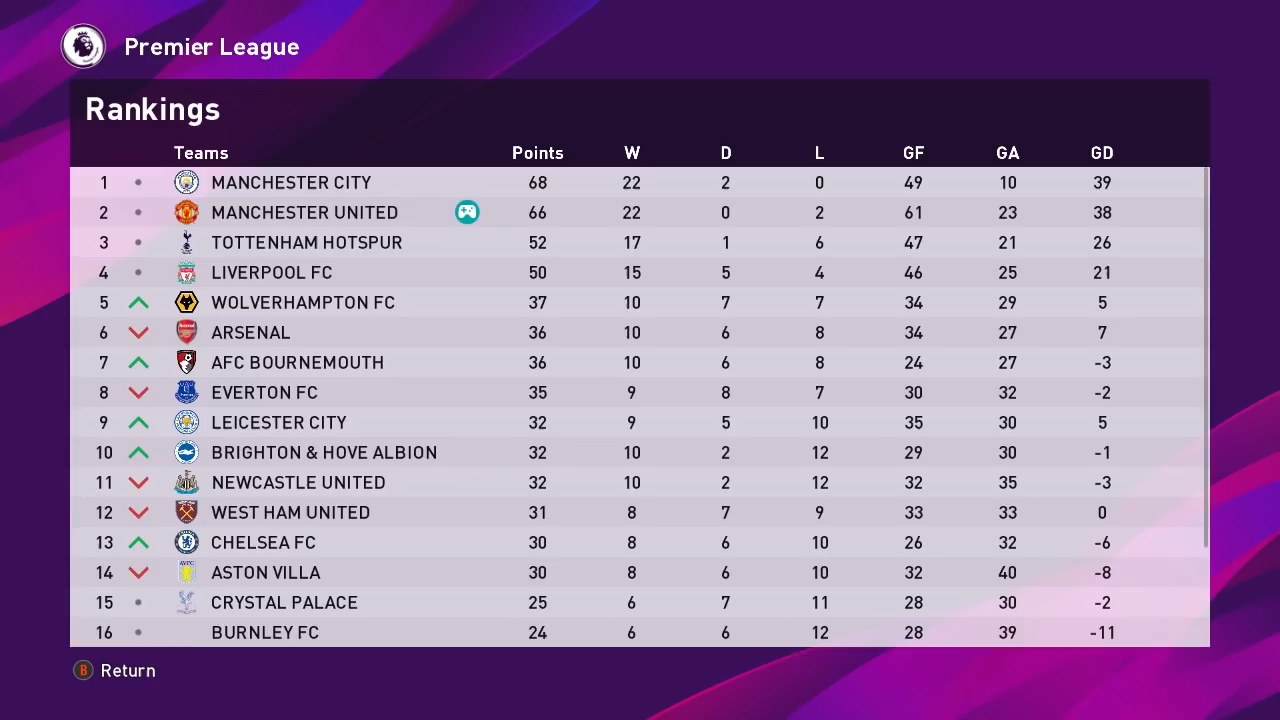 Premier League
Rankings
Teams Points W D L GF GA GD
1 MANCHESTER CITY 68 22 2 0 49 10 39
2 MANCHESTER UNITED 66 22 0 2 61 23 38
3 TOTTENHAM HOTSPUR 52 17 1 6 47 21 26
4 LIVERPOOL FC 50 15 5 4 46 25 21
5 WOLVERHAMPTON FC 37 10 7 7 34 29 5
6 ARSENAL 36 10 6 8 34 27 7
7 AFC BOURNEMOUTH 36 10 6 8 24 27 -3
8 EVERTON FC 35 9 8 7 30 32 -2
9 LEICESTER CITY 32 9 5 10 35 30 5
10 BRIGHTON & HOVE ALBION 32 10 2 12 29 30 -1
11 NEWCASTLE UNITED 32 10 2 12 32 35 -3
12 WEST HAM UNITED 31 8 7 9 33 33 0
13 CHELSEA FC 30 8 6 10 26 32 -6
14 ASTON VILLA 30 8 6 10 32 40 -8
15 CRYSTAL PALACE 25 6 7 11 28 30 -2
16 BURNLEY FC 24 6 6 12 28 39 -11
B Return